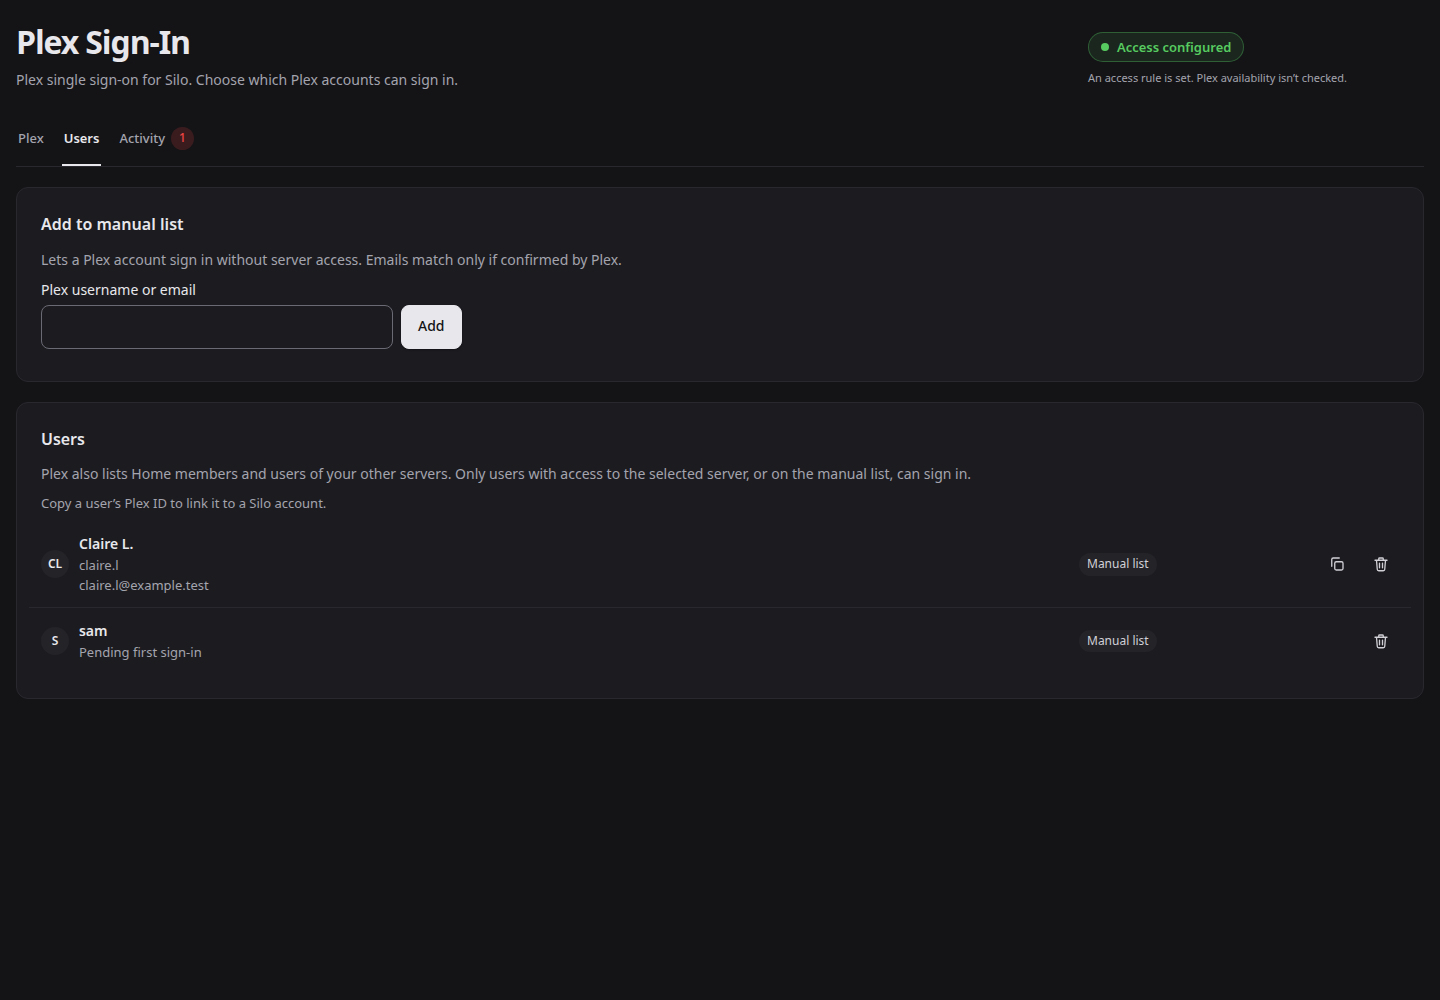 Plex Sign-In
Plex single sign-on for Silo. Choose which Plex accounts can sign in.
Access configured
An access rule is set. Plex availability isn’t checked.
Plex Users Activity 1
Add to manual list
Lets a Plex account sign in without server access. Emails match only if confirmed by Plex.
Plex username or email
Add
Users
Plex also lists Home members and users of your other servers. Only users with access to the selected server, or on the manual list, can sign in.
Copy a user’s Plex ID to link it to a Silo account.
CL
Claire L.
claire.l
claire.l@example.test
Manual list
S
sam
Pending first sign-in
Manual list